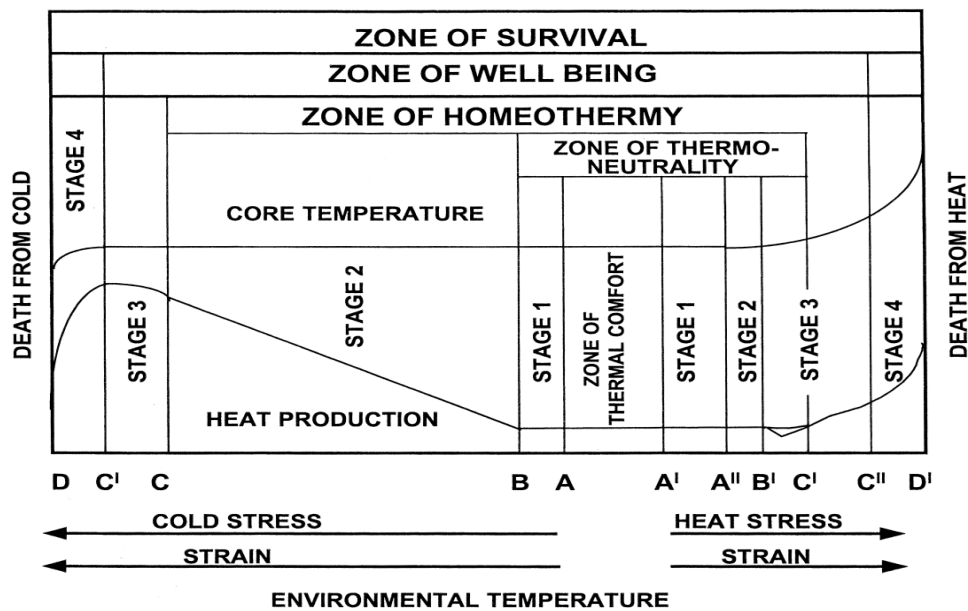 ZONE OF SURVIVAL
ZONE OF WELL BEING
ZONE OF HOMEOTHERMY
ZONE OF THERMO-
NEUTRALITY
STAGE 4
CORE TEMPERATURE
DEATH FROM COLD
STAGE 3
STAGE 2
STAGE 1
ZONE OF
THERMAL COMFORT
STAGE 1
STAGE 2
STAGE 3
STAGE 4
DEATH FROM HEAT
HEAT PRODUCTION
D Cᴵ C B A Aᴵ Aᴵᴵ Bᴵ Cᴵ Cᴵᴵ Dᴵ
COLD STRESS HEAT STRESS
STRAIN STRAIN
ENVIRONMENTAL TEMPERATURE